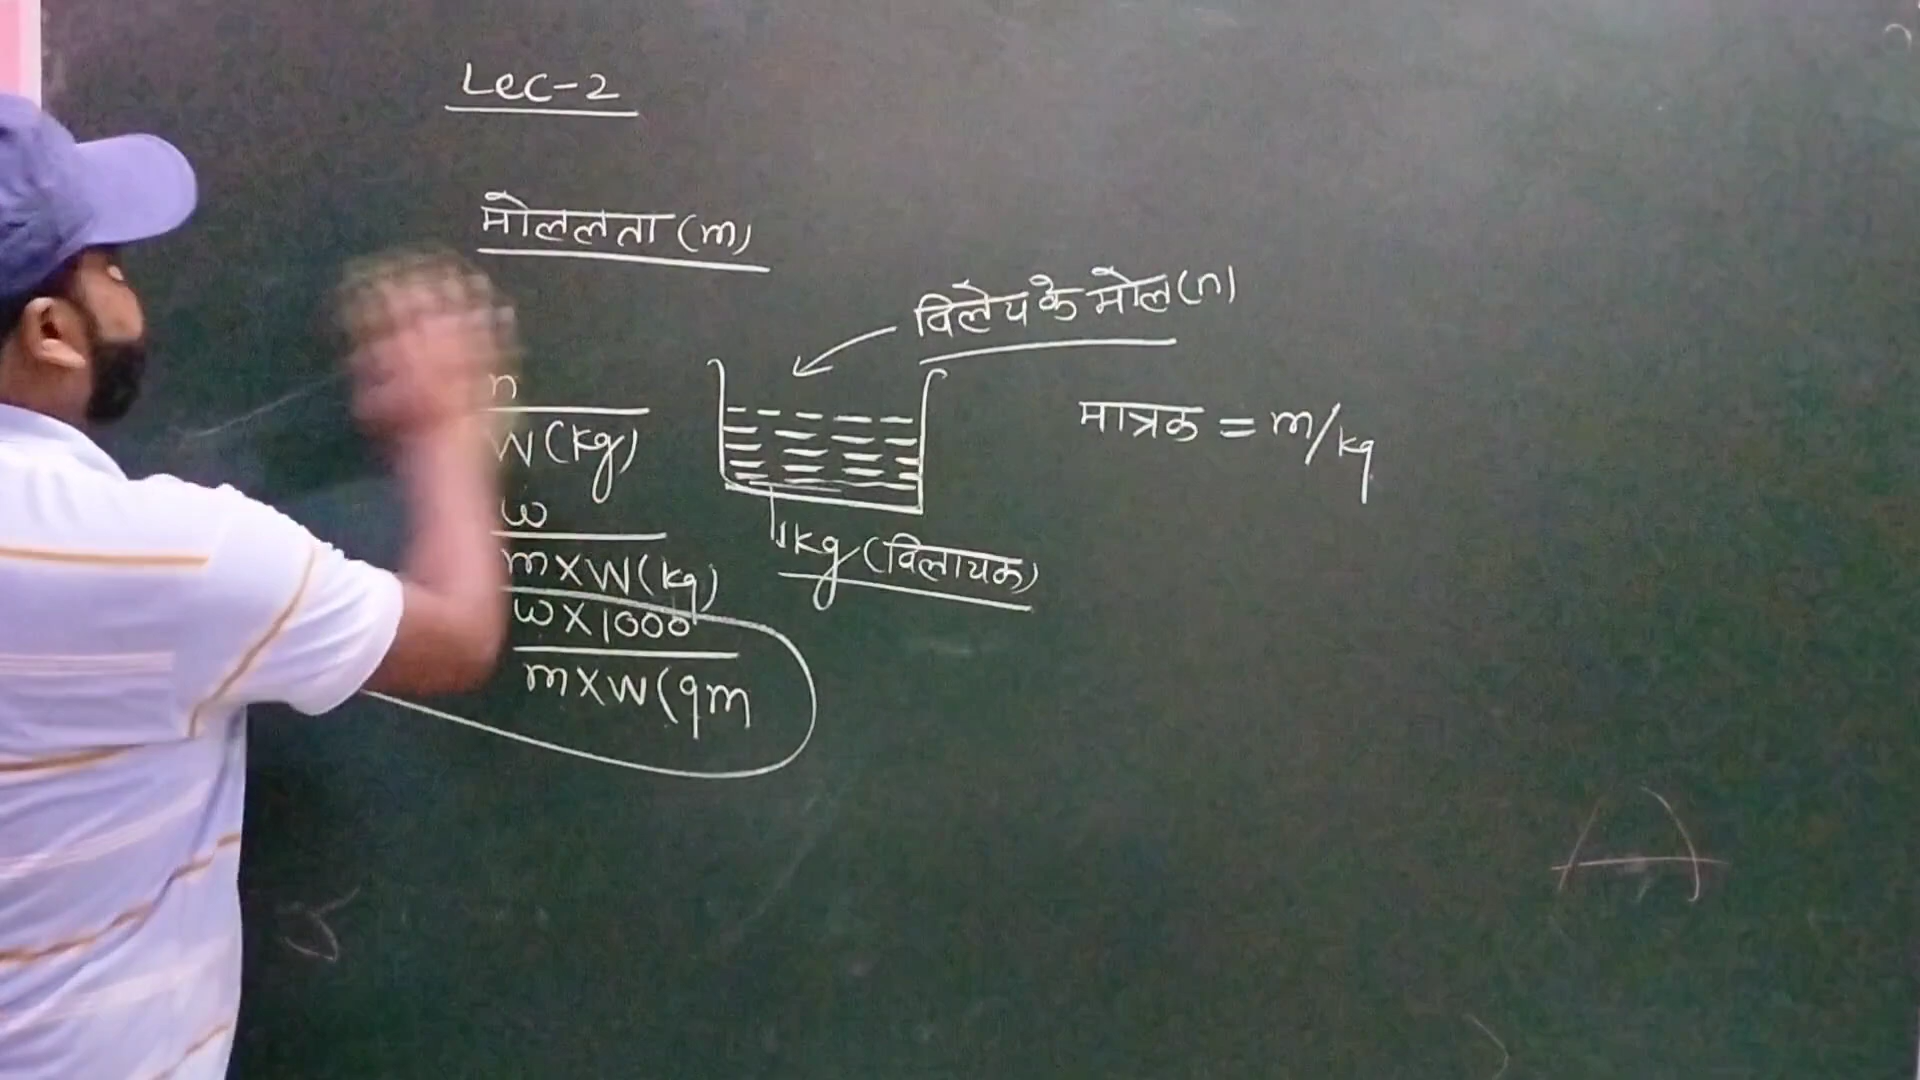 Lec-2
मोललता (m)
विलेय के मोल (n)
n
W(kg)
मात्रक = m/kg
w
m×W(kg)
1kg (विलायक)
w×1000
m×W(gm